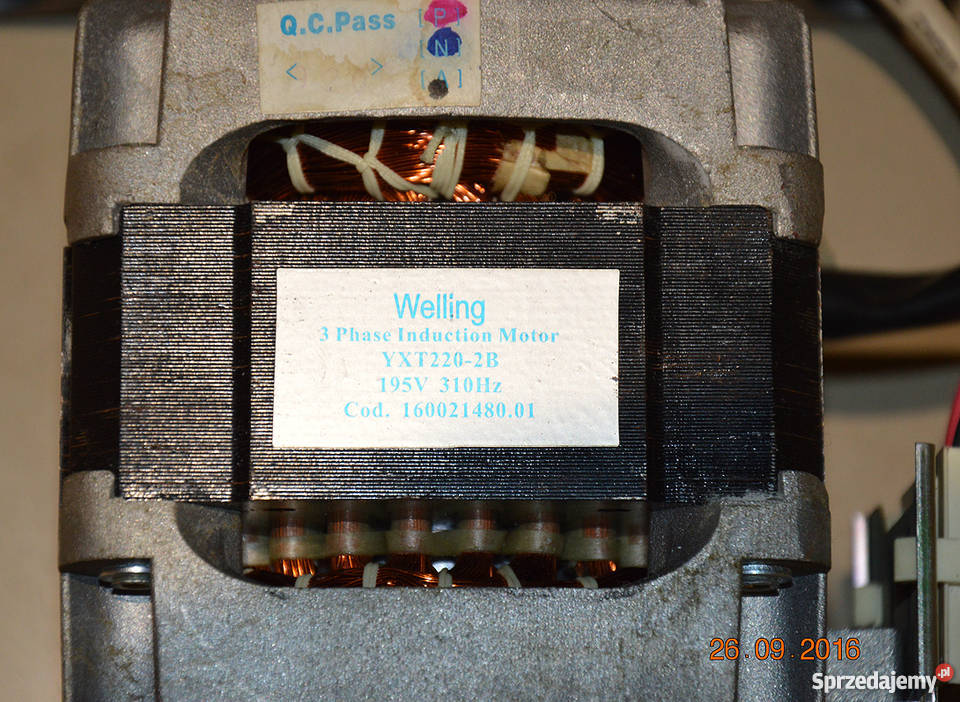 Q.C.Pass [P]
[N]
< > [A]
Welling
3 Phase Induction Motor
YXT220-2B
195V 310Hz
Cod. 160021480.01
26.09.2016
Sprzedajemy.pl